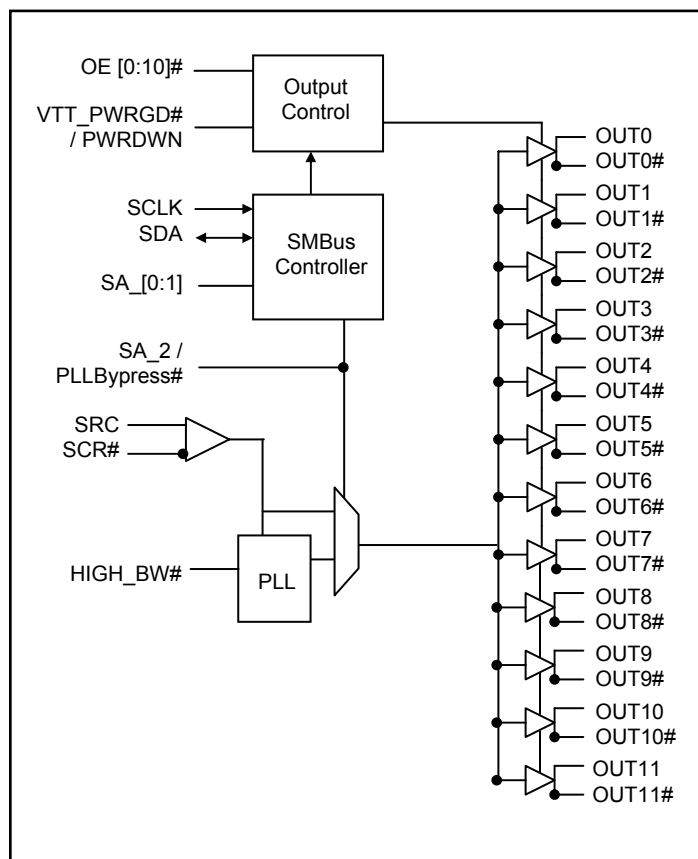 OE [0:10]#
Output
Control
VTT_PWRGD#
/ PWRDWN
SCLK
SDA
SA_[0:1]
SMBus
Controller
SA_2 /
PLLBypress#
SRC
SCR#
HIGH_BW#
PLL
OUT0
OUT0#
OUT1
OUT1#
OUT2
OUT2#
OUT3
OUT3#
OUT4
OUT4#
OUT5
OUT5#
OUT6
OUT6#
OUT7
OUT7#
OUT8
OUT8#
OUT9
OUT9#
OUT10
OUT10#
OUT11
OUT11#